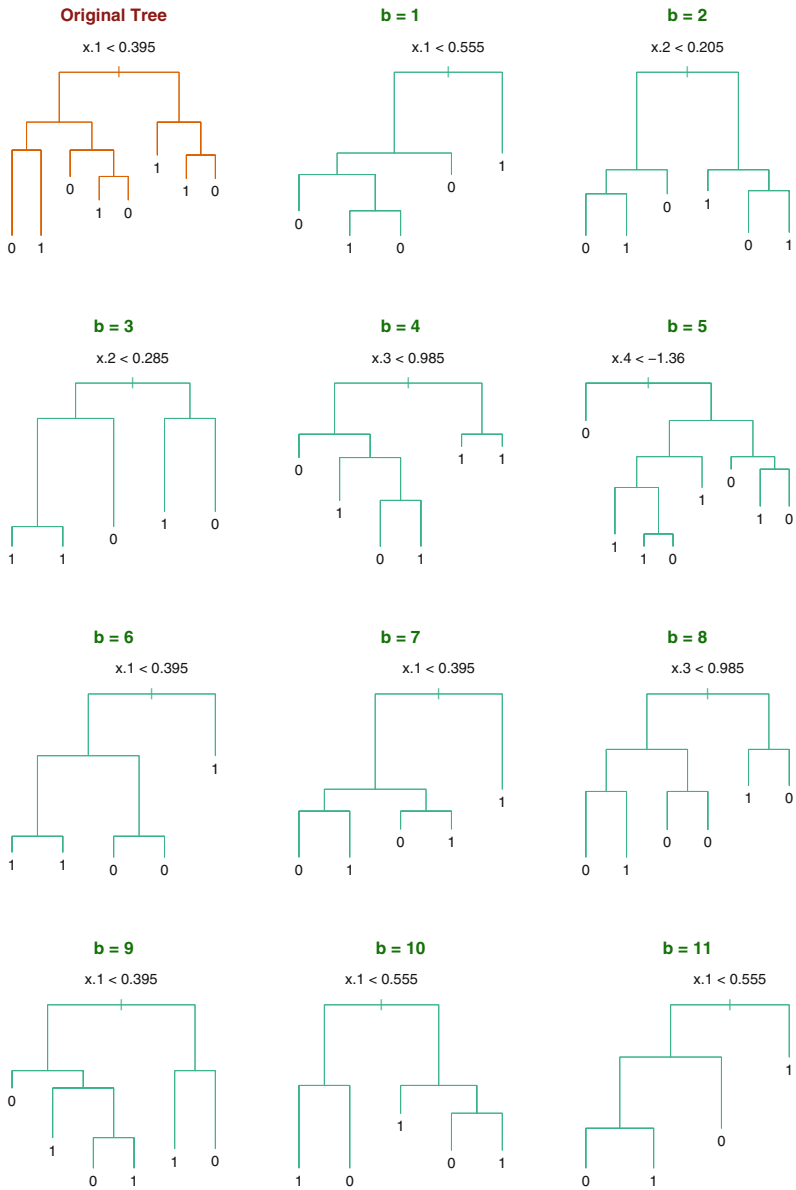 Original Tree b = 1 b = 2
x.1 < 0.395 x.1 < 0.555 x.2 < 0.205
1 1
0 0 0 1
1 0 1 0 0
0 1 1 0 0 1 0 1
b = 3 b = 4 b = 5
x.2 < 0.285 x.3 < 0.985 x.4 < −1.36
0
0 1 1
0
1
1 0 1 1 0
0 1
1 1 0 1 1 0
b = 6 b = 7 b = 8
x.1 < 0.395 x.1 < 0.395 x.3 < 0.985
1
1 1 0
0 1 0 0
1 1 0 0 0 1 0 1
b = 9 b = 10 b = 11
x.1 < 0.395 x.1 < 0.555 x.1 < 0.555
1
0
1
0
1 1 0 0 1
0 1 1 0 0 1